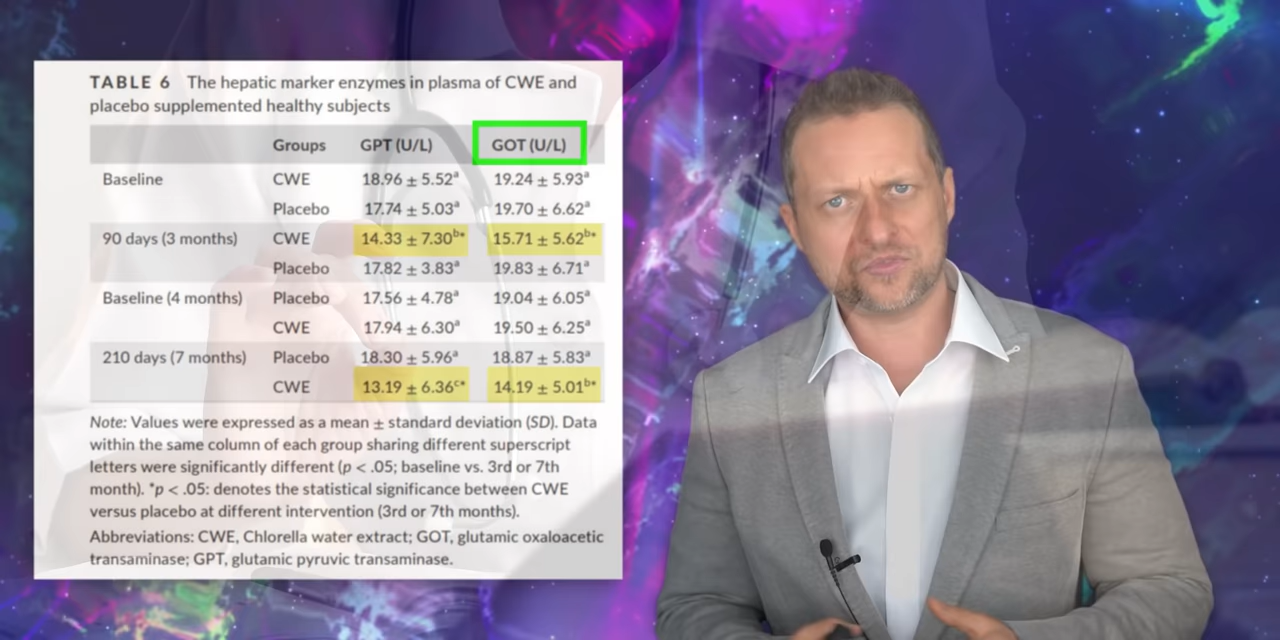 TABLE 6 The hepatic marker enzymes in plasma of CWE and
placebo supplemented healthy subjects
Groups GPT (U/L) GOT (U/L)
Baseline CWE 18.96 ± 5.52ᵃ 19.24 ± 5.93ᵃ
Placebo 17.74 ± 5.03ᵃ 19.70 ± 6.62ᵃ
90 days (3 months) CWE 14.33 ± 7.30ᵇ* 15.71 ± 5.62ᵇ*
Placebo 17.82 ± 3.83ᵃ 19.83 ± 6.71ᵃ
Baseline (4 months) Placebo 17.56 ± 4.78ᵃ 19.04 ± 6.05ᵃ
CWE 17.94 ± 6.30ᵃ 19.50 ± 6.25ᵃ
210 days (7 months) Placebo 18.30 ± 5.96ᵃ 18.87 ± 5.83ᵃ
CWE 13.19 ± 6.36ᶜ* 14.19 ± 5.01ᵇ*
Note: Values were expressed as a mean ± standard deviation (SD). Data
within the same column of each group sharing different superscript
letters were significantly different (p < .05; baseline vs. 3rd or 7th
month). *p < .05: denotes the statistical significance between CWE
versus placebo at different intervention (3rd or 7th months).
Abbreviations: CWE, Chlorella water extract; GOT, glutamic oxaloacetic
transaminase; GPT, glutamic pyruvic transaminase.